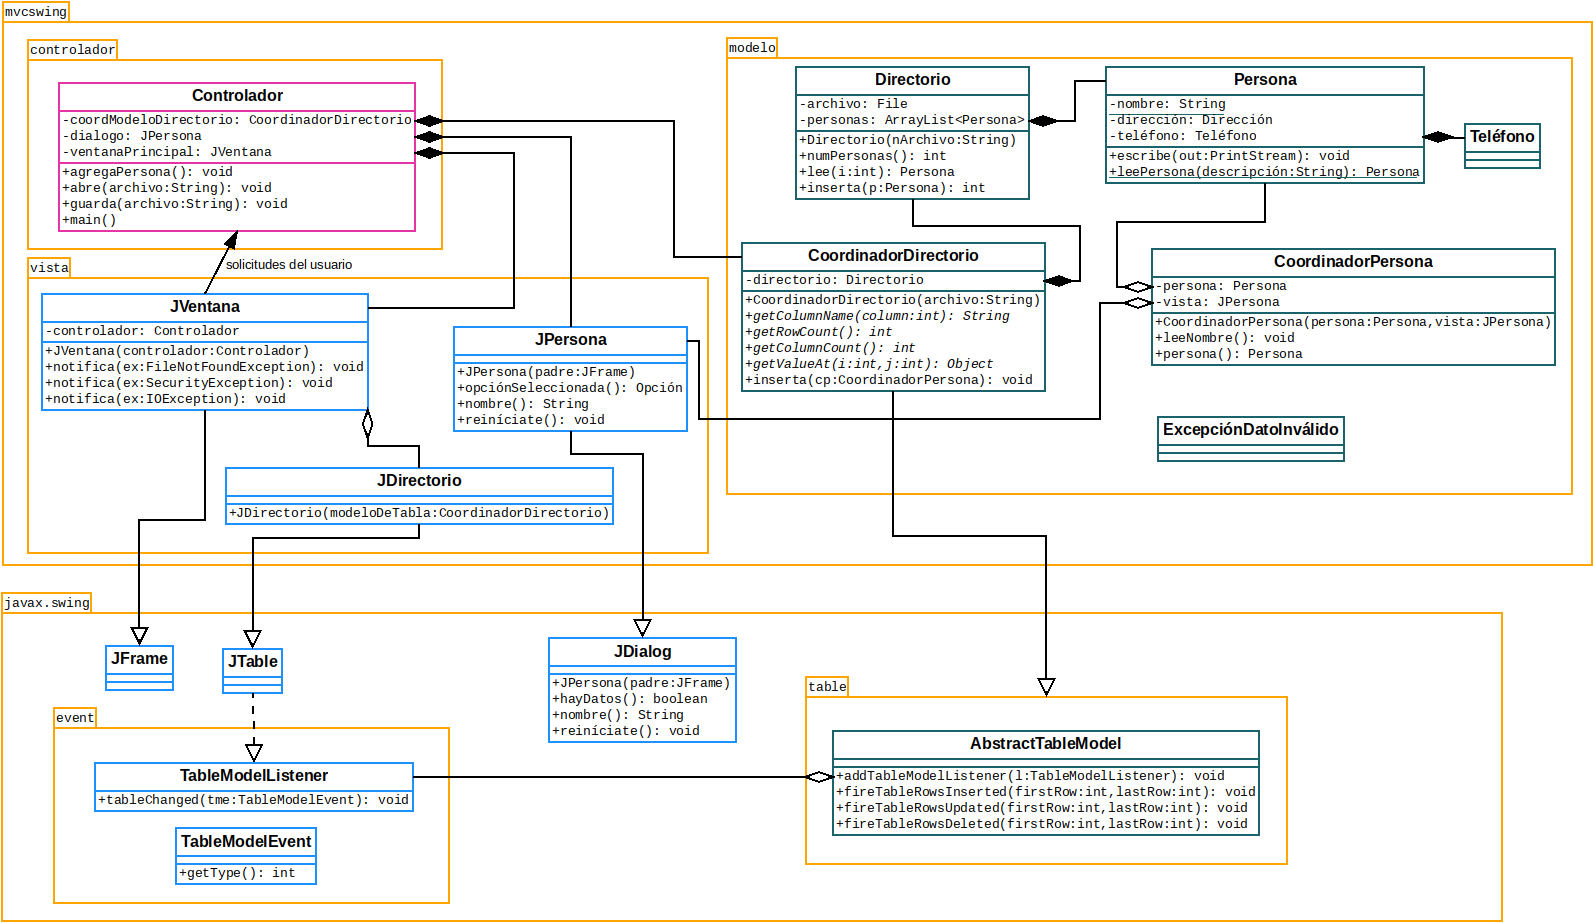 mvcswing
controlador
Controlador
-coordModeloDirectorio: CoordinadorDirectorio
-dialogo: JPersona
-ventanaPrincipal: JVentana
+agregaPersona(): void
+abre(archivo:String): void
+guarda(archivo:String): void
+main()
solicitudes del usuario
vista
JVentana
-controlador: Controlador
+JVentana(controlador:Controlador)
+notifica(ex:FileNotFoundException): void
+notifica(ex:SecurityException): void
+notifica(ex:IOException): void
JPersona
+JPersona(padre:JFrame)
+opciónSeleccionada(): Opción
+nombre(): String
+reiníciate(): void
JDirectorio
+JDirectorio(modeloDeTabla:CoordinadorDirectorio)
modelo
Directorio
-archivo: File
-personas: ArrayList<Persona>
+Directorio(nArchivo:String)
+numPersonas(): int
+lee(i:int): Persona
+inserta(p:Persona): int
Persona
-nombre: String
-dirección: Dirección
-teléfono: Teléfono
+escribe(out:PrintStream): void
+leePersona(descripción:String): Persona
Teléfono
CoordinadorDirectorio
-directorio: Directorio
+CoordinadorDirectorio(archivo:String)
+getColumnName(column:int): String
+getRowCount(): int
+getColumnCount(): int
+getValueAt(i:int,j:int): Object
+inserta(cp:CoordinadorPersona): void
CoordinadorPersona
-persona: Persona
-vista: JPersona
+CoordinadorPersona(persona:Persona,vista:JPersona)
+leeNombre(): void
+persona(): Persona
ExcepciónDatoInválido
javax.swing
JFrame
JTable
JDialog
+JPersona(padre:JFrame)
+hayDatos(): boolean
+nombre(): String
+reiníciate(): void
event
TableModelListener
+tableChanged(tme:TableModelEvent): void
TableModelEvent
+getType(): int
table
AbstractTableModel
+addTableModelListener(l:TableModelListener): void
+fireTableRowsInserted(firstRow:int,lastRow:int): void
+fireTableRowsUpdated(firstRow:int,lastRow:int): void
+fireTableRowsDeleted(firstRow:int,lastRow:int): void